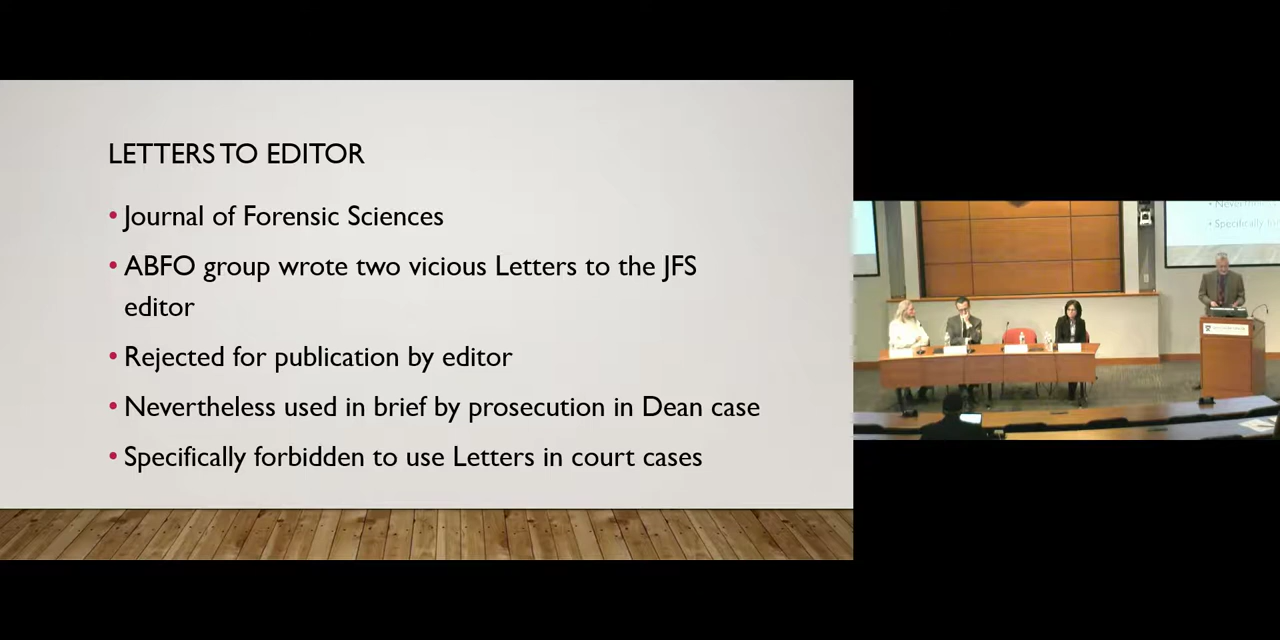 LETTERS TO EDITOR
• Journal of Forensic Sciences
• ABFO group wrote two vicious Letters to the JFS
editor
• Rejected for publication by editor
• Nevertheless used in brief by prosecution in Dean case
• Specifically forbidden to use Letters in court cases